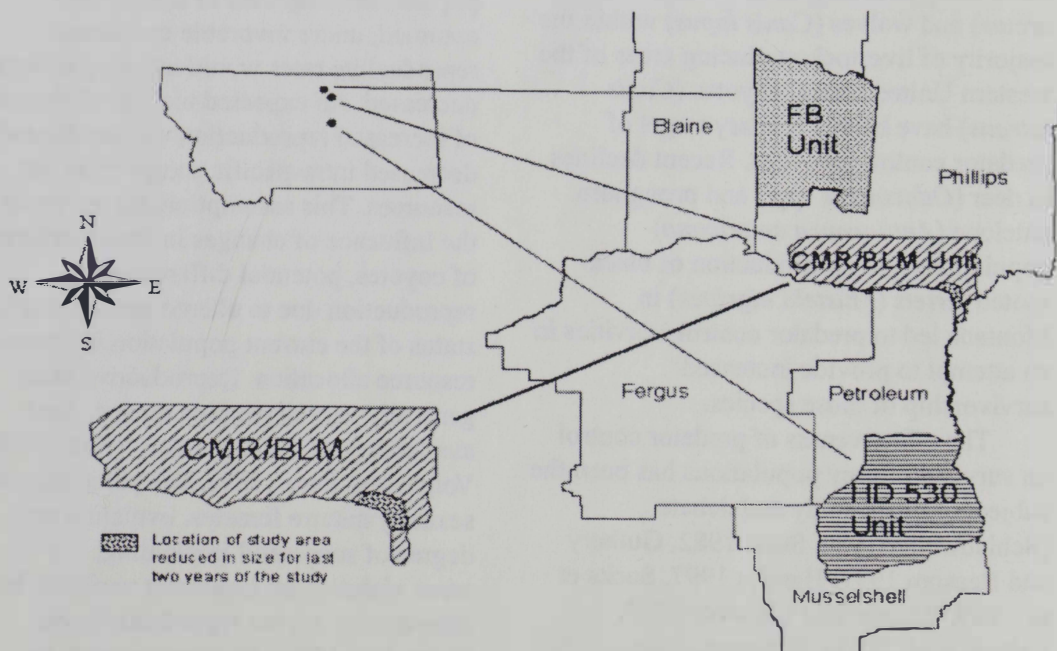 Blaine
FB
Unit
Phillips
N
W
E
S
CMR/BLM Unit
Fergus
Petroleum
CMR/BLM
HD 530
Unit
Location of study area
reduced in size for last
two years of the study
Musselshell